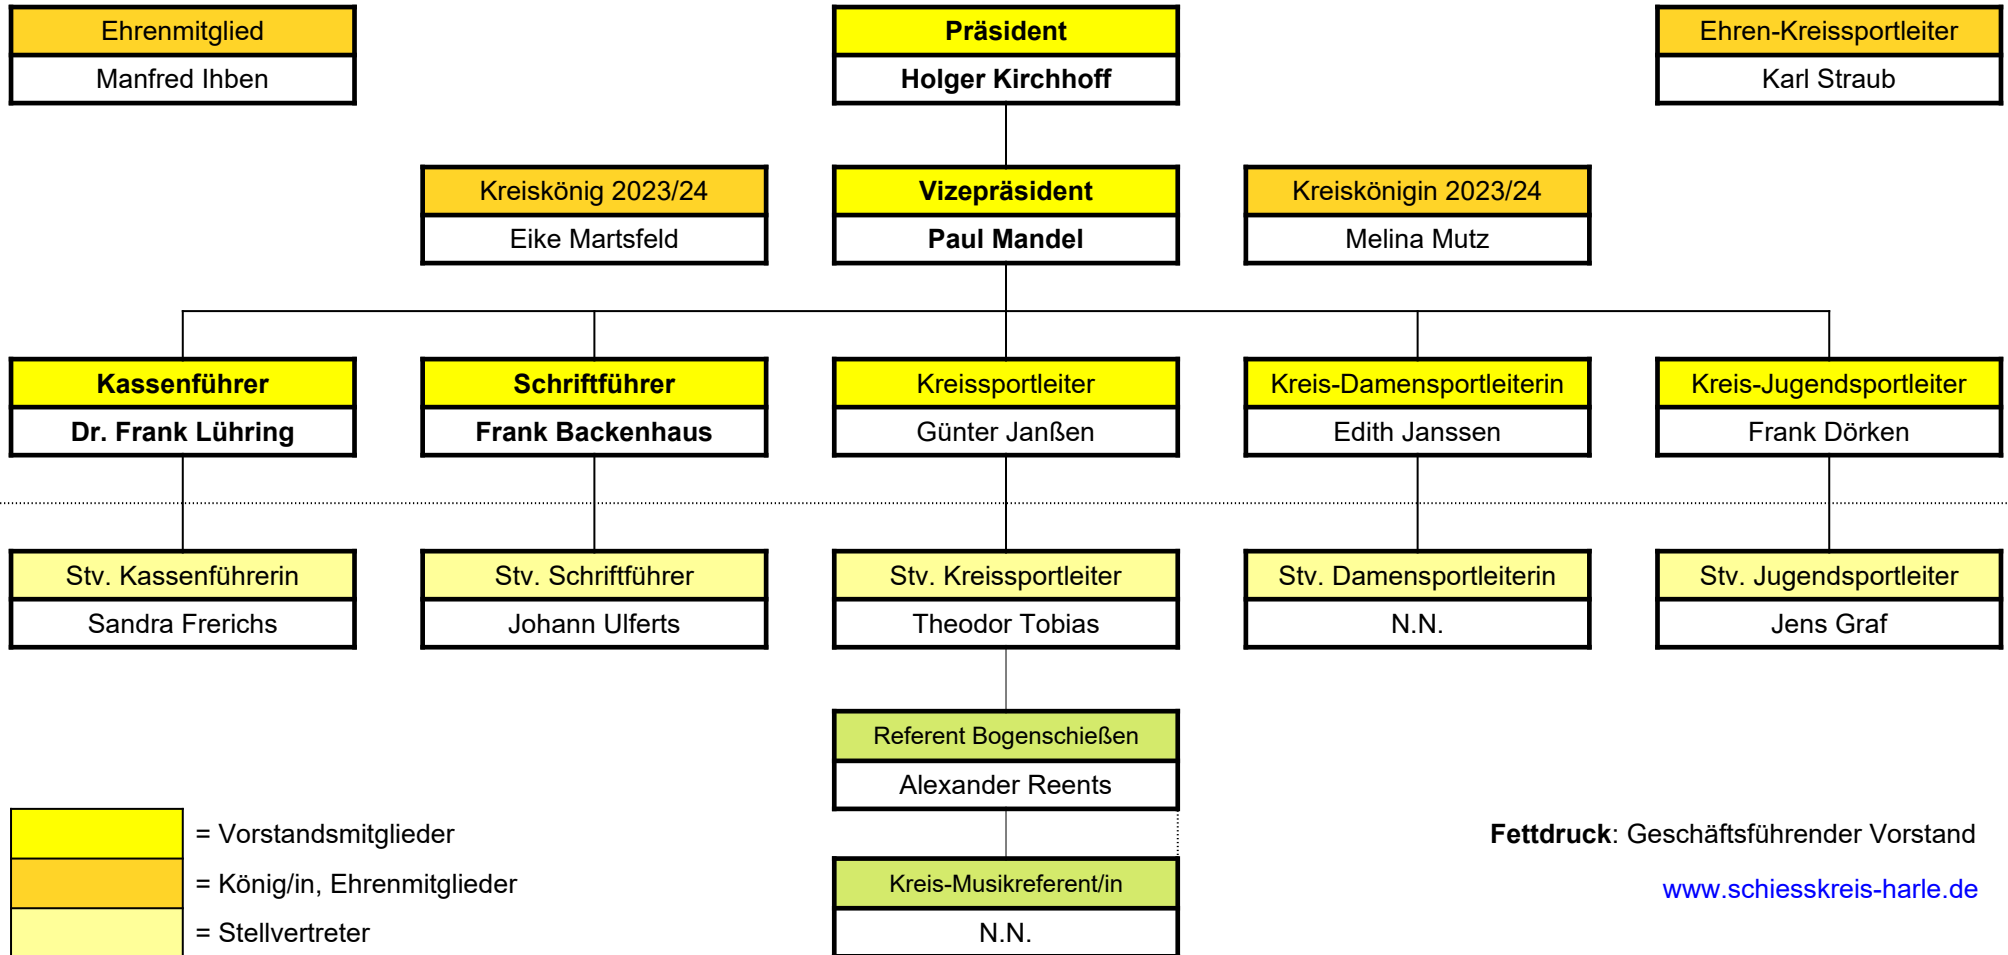 Ehrenmitglied
Manfred Ihben
Präsident
Holger Kirchhoff
Ehren-Kreissportleiter
Karl Straub
Kreiskönig 2023/24
Eike Martsfeld
Vizepräsident
Paul Mandel
Kreiskönigin 2023/24
Melina Mutz
Kassenführer
Dr. Frank Lühring
Schriftführer
Frank Backenhaus
Kreissportleiter
Günter Janßen
Kreis-Damensportleiterin
Edith Janssen
Kreis-Jugendsportleiter
Frank Dörken
Stv. Kassenführerin
Sandra Frerichs
Stv. Schriftführer
Johann Ulferts
Stv. Kreissportleiter
Theodor Tobias
Stv. Damensportleiterin
N.N.
Stv. Jugendsportleiter
Jens Graf
Referent Bogenschießen
Alexander Reents
Kreis-Musikreferent/in
N.N.
= Vorstandsmitglieder
= König/in, Ehrenmitglieder
= Stellvertreter
Fettdruck: Geschäftsführender Vorstand
www.schiesskreis-harle.de